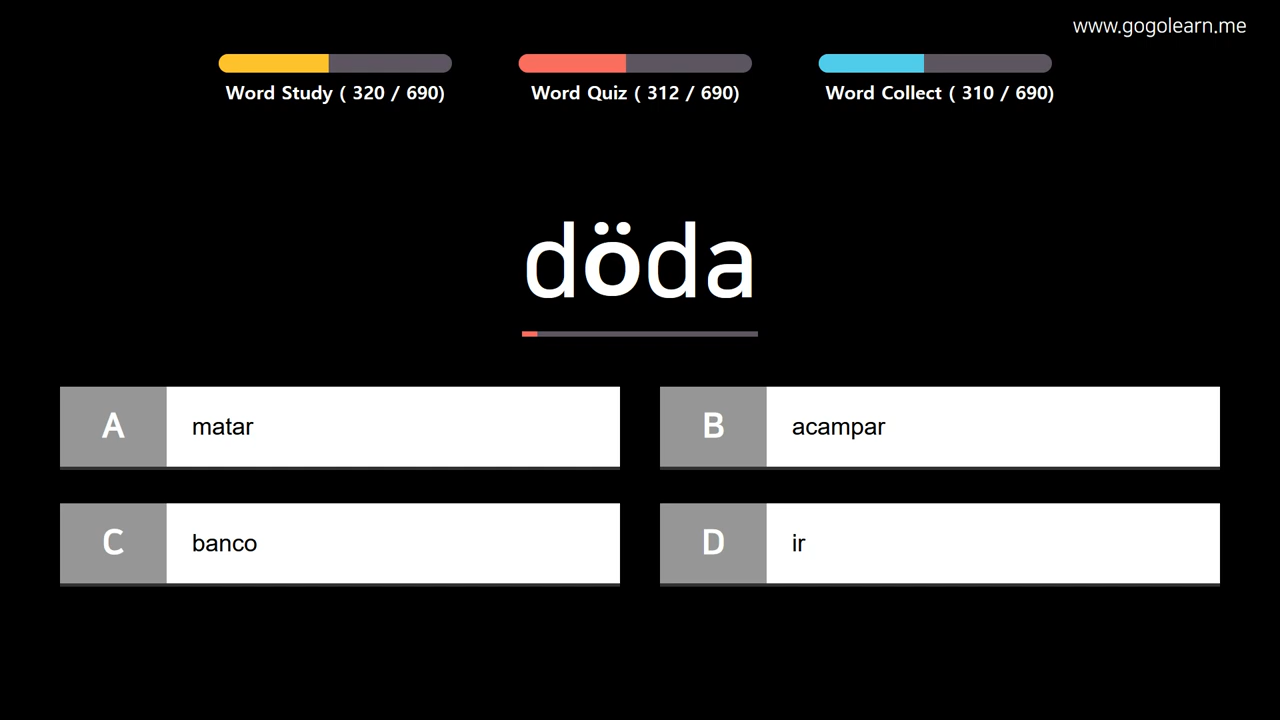 www.gogolearn.me
Word Study ( 320 / 690)
Word Quiz ( 312 / 690)
Word Collect ( 310 / 690)
döda
A matar
B acampar
C banco
D ir